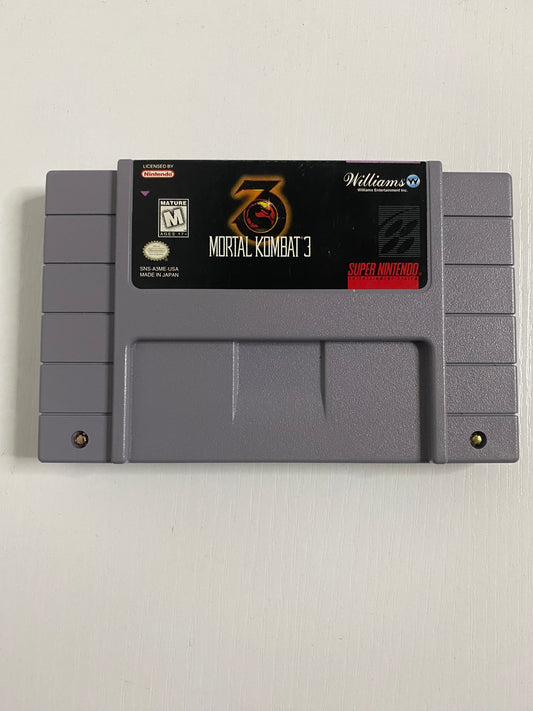 LICENSED BY
Nintendo
MATURE
M
AGES 17+
SNS-A3ME-USA
MADE IN JAPAN
3
MORTAL KOMBAT 3
Williams W
Williams Entertainment Inc.
SUPER NINTENDO